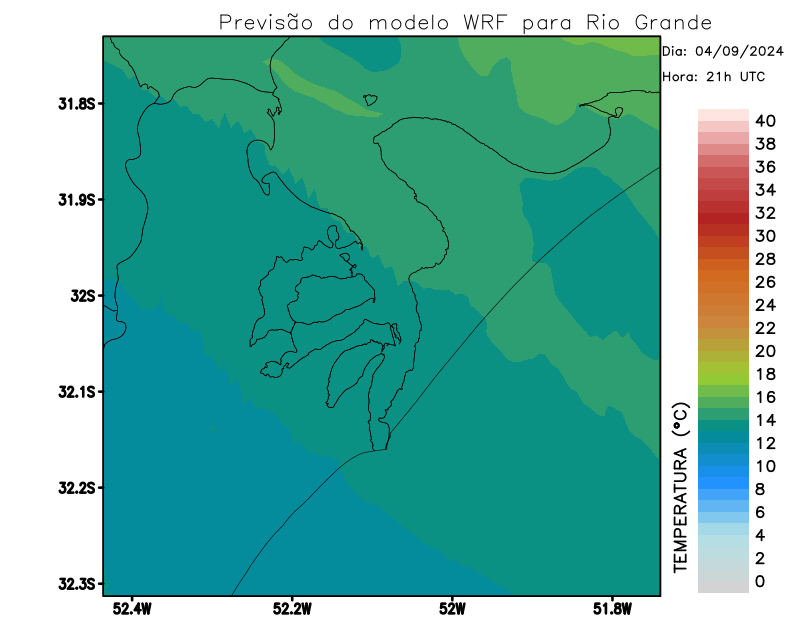 Previsão do modelo WRF para Rio Grande
Dia: 04/09/2024
Hora: 21h UTC
31.8S
31.9S
32S
32.1S
32.2S
32.3S
52.4W
52.2W
52W
51.8W
TEMPERATURA (°C)
40
38
36
34
32
30
28
26
24
22
20
18
16
14
12
10
8
6
4
2
0